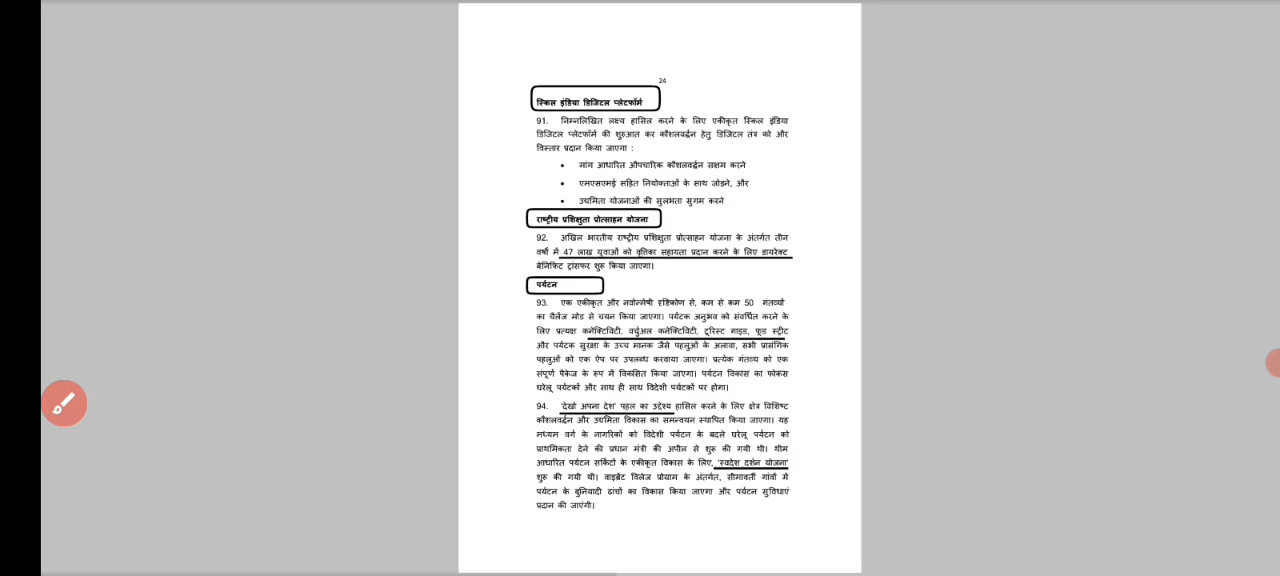 24
स्किल इंडिया डिजिटल प्लेटफॉर्म
91. निम्नलिखित लक्ष्य हासिल करने के लिए एकीकृत स्किल इंडिया
डिजिटल प्लेटफॉर्म की शुरुआत कर कौशलवर्द्धन हेतु डिजिटल तंत्र को और
विस्तार प्रदान किया जाएगा :
• मांग आधारित औपचारिक कौशलवर्द्धन सक्षम करने
• एमएसएमई सहित नियोक्ताओं के साथ जोड़ने, और
• उद्यमिता योजनाओं की सुलभता सुगम करने
राष्ट्रीय प्रशिक्षुता प्रोत्साहन योजना
92. अखिल भारतीय राष्ट्रीय प्रशिक्षुता प्रोत्साहन योजना के अंतर्गत तीन
वर्षों में 47 लाख युवाओं को वृत्तिका सहायता प्रदान करने के लिए डायरेक्ट
बेनिफिट ट्रांसफर शुरू किया जाएगा।
पर्यटन
93. एक एकीकृत और नवोन्मेषी दृष्टिकोण से, कम से कम 50 गंतव्यों
का चैलेंज मोड से चयन किया जाएगा। पर्यटक अनुभव को संवर्धित करने के
लिए प्रत्यक्ष कनेक्टिविटी, वर्चुअल कनेक्टिविटी, टूरिस्ट गाइड, फूड स्ट्रीट
और पर्यटक सुरक्षा के उच्च मानक जैसे पहलुओं के अलावा, सभी प्रासंगिक
पहलुओं को एक ऐप पर उपलब्ध करवाया जाएगा। प्रत्येक गंतव्य को एक
संपूर्ण पैकेज के रूप में विकसित किया जाएगा। पर्यटन विकास का फोकस
घरेलू पर्यटकों और साथ ही साथ विदेशी पर्यटकों पर होगा।
94. 'देखो अपना देश' पहल का उद्देश्य हासिल करने के लिए क्षेत्र विशिष्ट
कौशलवर्द्धन और उद्यमिता विकास का समन्वयन स्थापित किया जाएगा। यह
मध्यम वर्ग के नागरिकों को विदेशी पर्यटन के बदले घरेलू पर्यटन को
प्राथमिकता देने की प्रधान मंत्री की अपील से शुरू की गयी थी। थीम
आधारित पर्यटन सर्किटों के एकीकृत विकास के लिए, 'स्वदेश दर्शन योजना'
शुरू की गयी थी। वाइब्रेंट विलेज प्रोग्राम के अंतर्गत, सीमावर्ती गांवों में
पर्यटन के बुनियादी ढांचों का विकास किया जाएगा और पर्यटन सुविधाएं
प्रदान की जाएंगी।